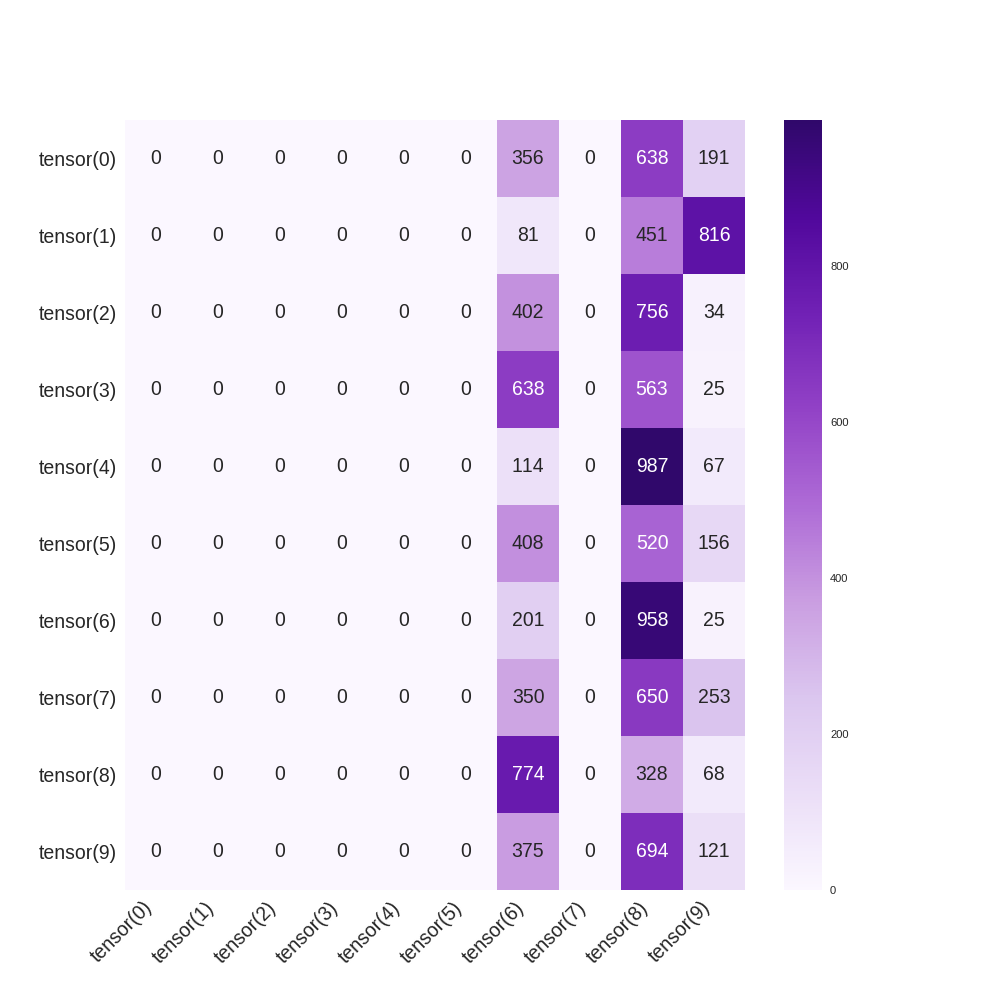 tensor(0) 0 0 0 0 0 0 356 0 638 191
tensor(1) 0 0 0 0 0 0 81 0 451 816
tensor(2) 0 0 0 0 0 0 402 0 756 34
tensor(3) 0 0 0 0 0 0 638 0 563 25
tensor(4) 0 0 0 0 0 0 114 0 987 67
tensor(5) 0 0 0 0 0 0 408 0 520 156
tensor(6) 0 0 0 0 0 0 201 0 958 25
tensor(7) 0 0 0 0 0 0 350 0 650 253
tensor(8) 0 0 0 0 0 0 774 0 328 68
tensor(9) 0 0 0 0 0 0 375 0 694 121
tensor(0) tensor(1) tensor(2) tensor(3) tensor(4) tensor(5) tensor(6) tensor(7) tensor(8) tensor(9)
800
600
400
200
0